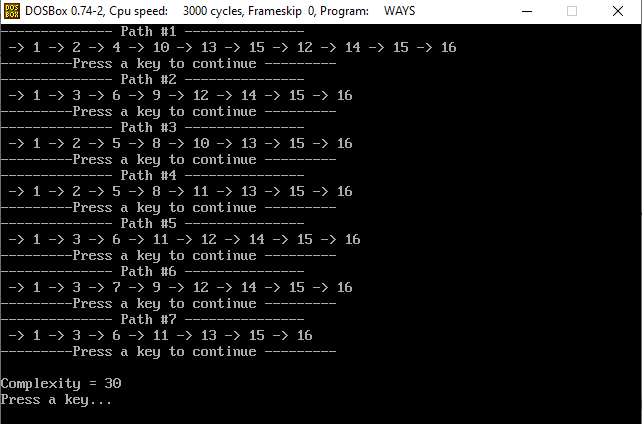 DOS BOX DOSBox 0.74-2, Cpu speed: 3000 cycles, Frameskip 0, Program: WAYS
-------------- Path #1 ---------------
-> 1 -> 2 -> 4 -> 10 -> 13 -> 15 -> 12 -> 14 -> 15 -> 16
---------Press a key to continue ---------
-------------- Path #2 ---------------
-> 1 -> 3 -> 6 -> 9 -> 12 -> 14 -> 15 -> 16
---------Press a key to continue ---------
-------------- Path #3 ---------------
-> 1 -> 2 -> 5 -> 8 -> 10 -> 13 -> 15 -> 16
---------Press a key to continue ---------
-------------- Path #4 ---------------
-> 1 -> 2 -> 5 -> 8 -> 11 -> 13 -> 15 -> 16
---------Press a key to continue ---------
-------------- Path #5 ---------------
-> 1 -> 3 -> 6 -> 11 -> 12 -> 14 -> 15 -> 16
---------Press a key to continue ---------
-------------- Path #6 ---------------
-> 1 -> 3 -> 7 -> 9 -> 12 -> 14 -> 15 -> 16
---------Press a key to continue ---------
-------------- Path #7 ---------------
-> 1 -> 3 -> 6 -> 11 -> 13 -> 15 -> 16
---------Press a key to continue ---------
Complexity = 30
Press a key...